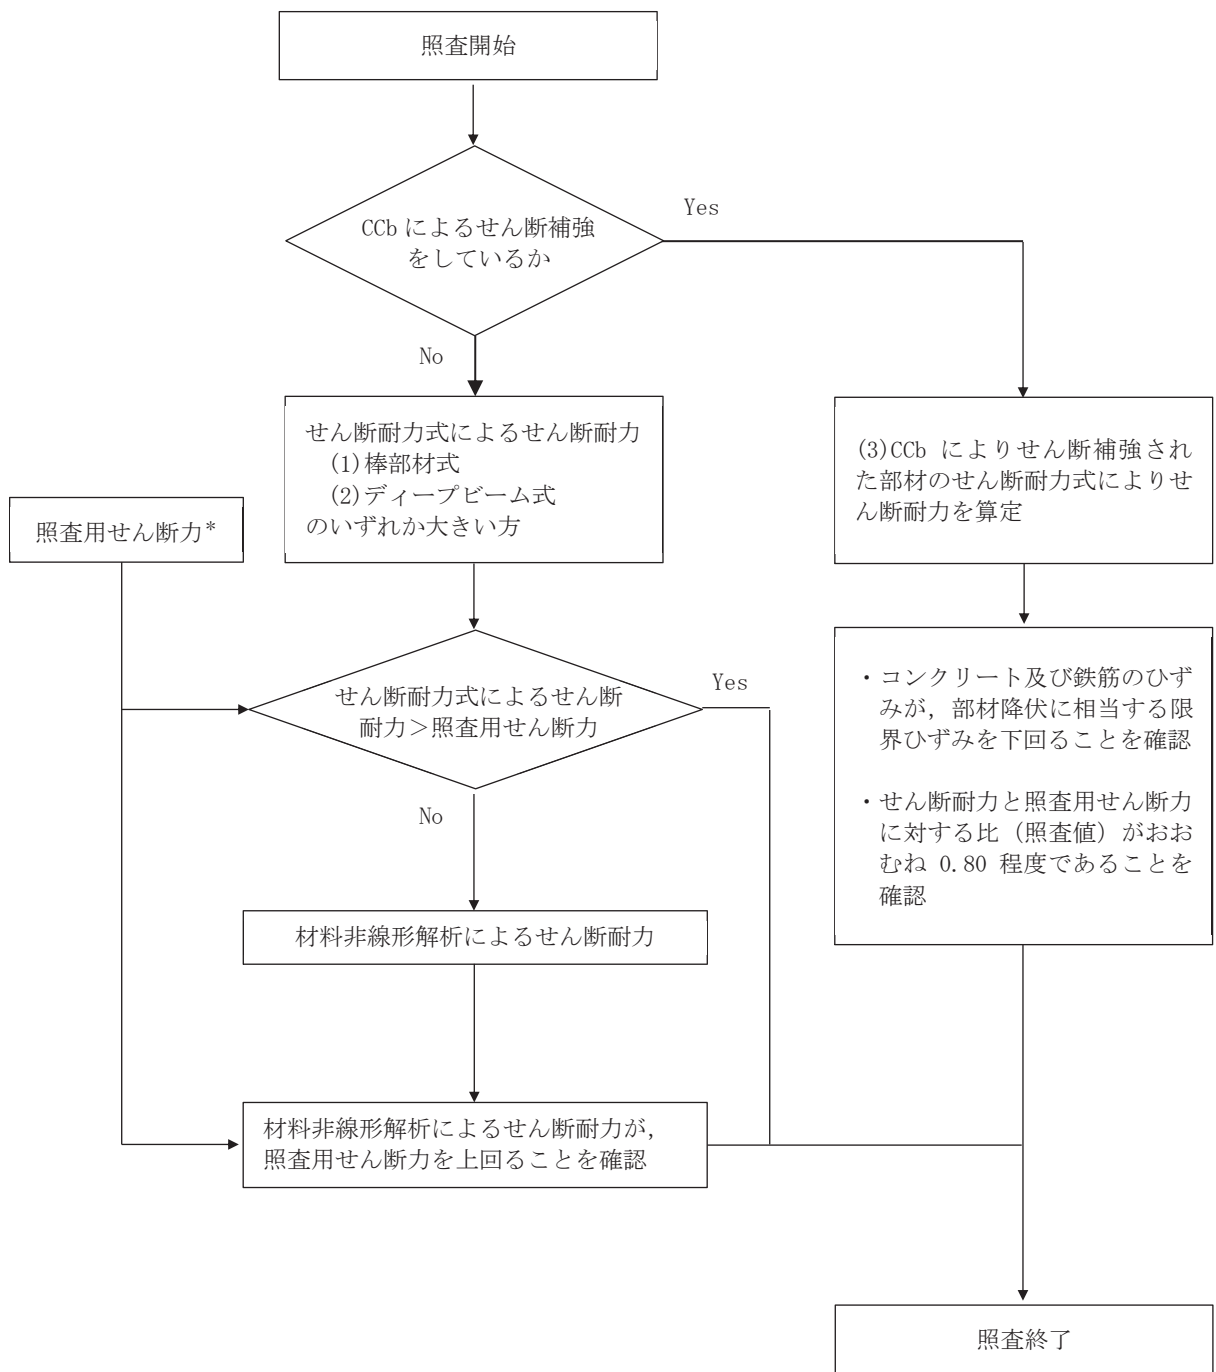 照査開始
CCb によるせん断補強
をしているか
Yes
No
せん断耐力式によるせん断耐力
(1)棒部材式
(2)ディープビーム式
のいずれか大きい方
(3)CCb によりせん断補強され
た部材のせん断耐力式によりせ
ん断耐力を算定
照査用せん断力*
せん断耐力式によるせん断
耐力＞照査用せん断力
Yes
No
・コンクリート及び鉄筋のひず
みが，部材降伏に相当する限
界ひずみを下回ることを確認
・せん断耐力と照査用せん断力
に対する比（照査値）がおお
むね 0.80 程度であることを
確認
材料非線形解析によるせん断耐力
材料非線形解析によるせん断耐力が，
照査用せん断力を上回ることを確認
照査終了